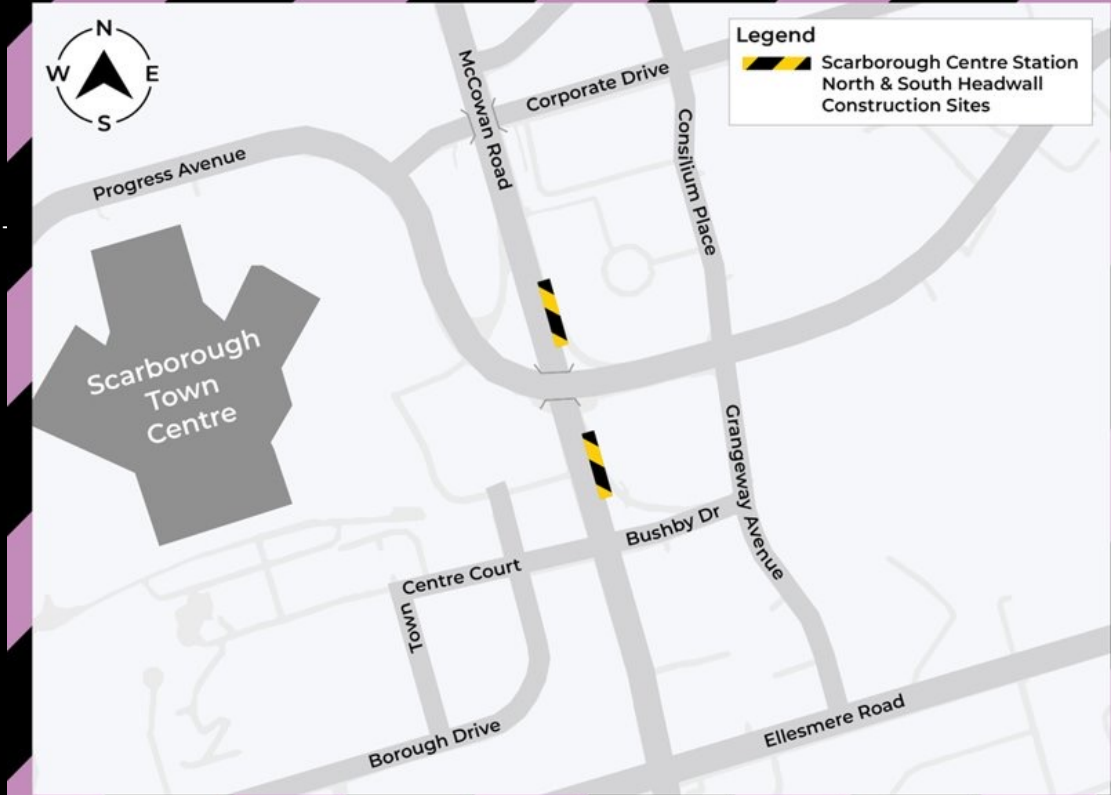 N
W E
S
Legend
Scarborough Centre Station
North & South Headwall
Construction Sites
McCowan Road
Corporate Drive
Consilium Place
Progress Avenue
Scarborough
Town
Centre
Grangeway Avenue
Bushby Dr
Centre Court
Town
Borough Drive
Ellesmere Road